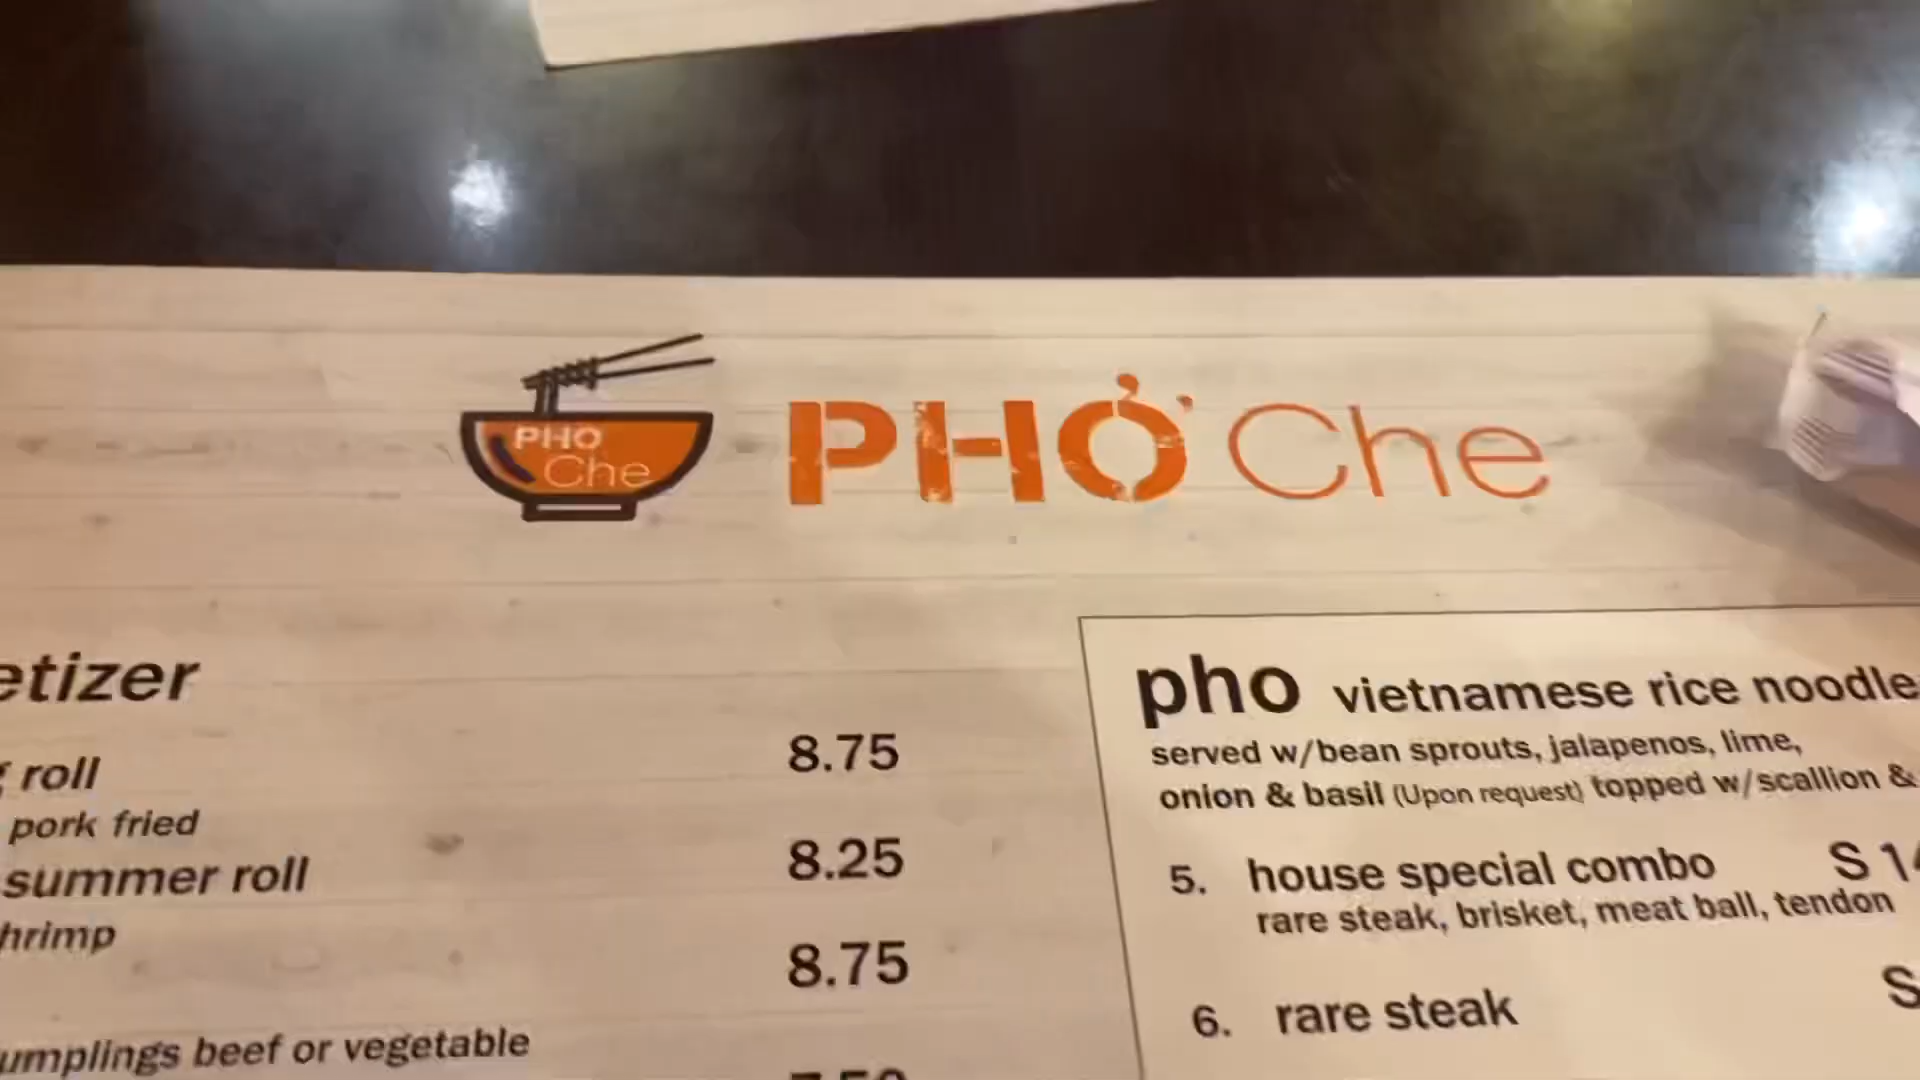 PHO
Che
PHỞ Che
etizer
roll
pork fried
summer roll
hrimp
umplings beef or vegetable
8.75
8.25
8.75
pho vietnamese rice noodle
served w/bean sprouts, jalapenos, lime,
onion & basil (Upon request) topped w/scallion &
5. house special combo S 14
rare steak, brisket, meat ball, tendon
6. rare steak S